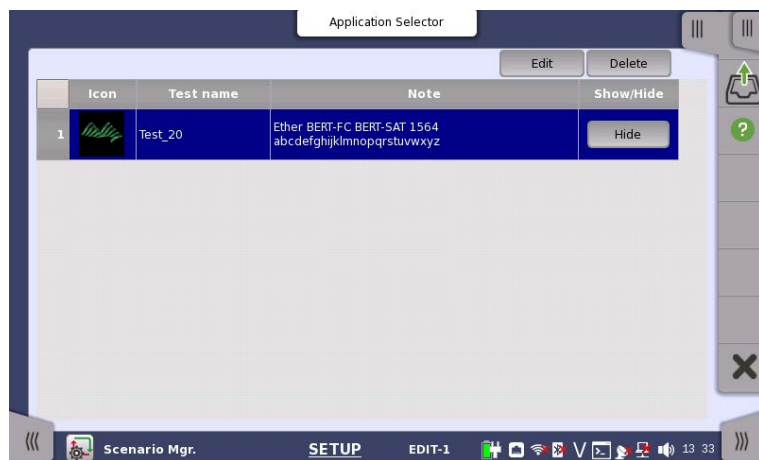 Application Selector
Edit Delete
Icon Test name Note Show/Hide
1 Test_20 Ether BERT-FC BERT-SAT 1564 Hide
abcdefghijklmnopqrstuvwxyz
Scenario Mgr. SETUP EDIT-1 13 33